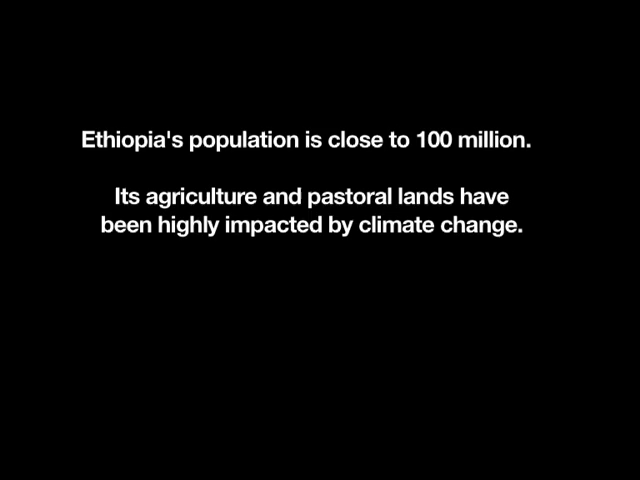 Ethiopia's population is close to 100 million.
Its agriculture and pastoral lands have
been highly impacted by climate change.